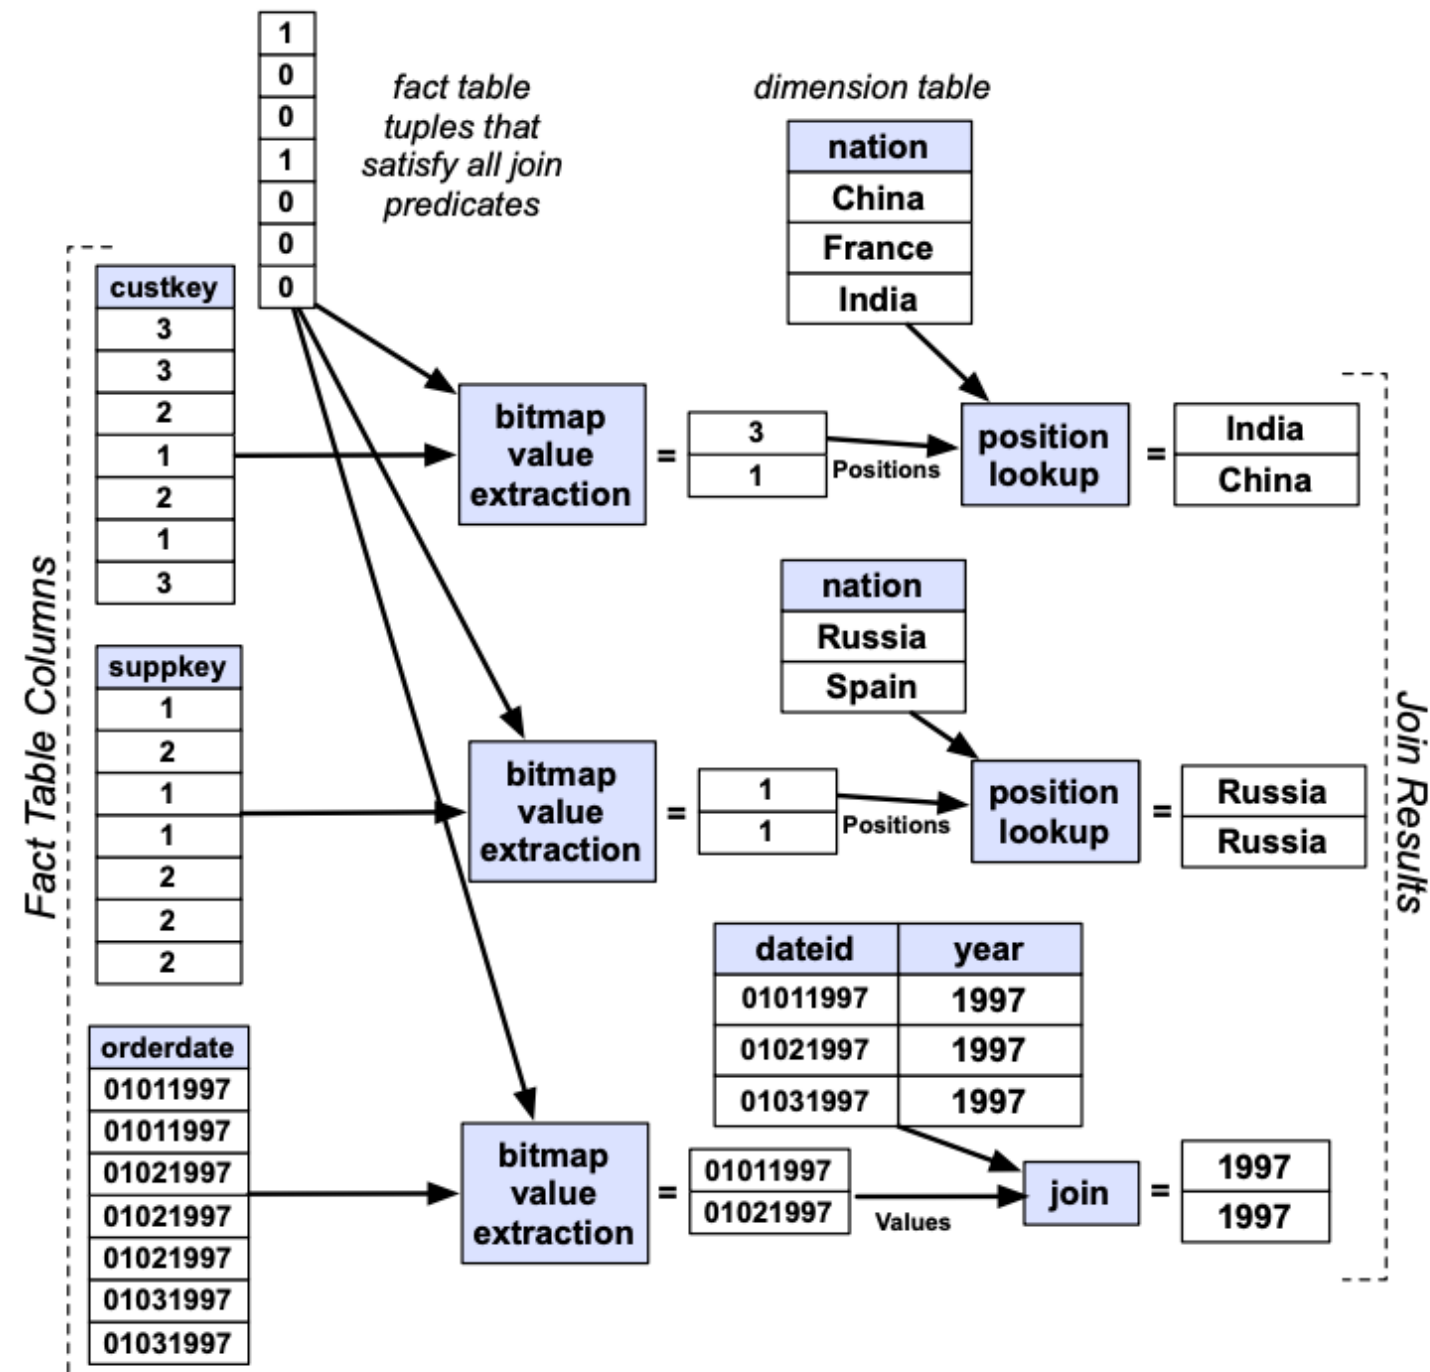 1
0
0
1
0
0
0
fact table
tuples that
satisfy all join
predicates
dimension table
nation
China
France
India
Fact Table Columns
custkey
3
3
2
1
2
1
3
bitmap
value
extraction
=
3
1
Positions
position
lookup
=
India
China
suppkey
1
2
1
1
2
2
2
bitmap
value
extraction
=
1
1
Positions
nation
Russia
Spain
position
lookup
=
Russia
Russia
orderdate
01011997
01011997
01021997
01021997
01021997
01031997
01031997
bitmap
value
extraction
=
01011997
01021997
Values
dateid year
01011997 1997
01021997 1997
01031997 1997
join
=
1997
1997
Join Results